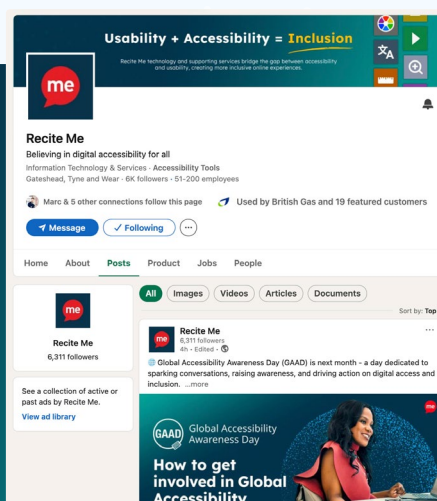 Usability + Accessibility = Inclusion
Recite Me technology and supporting services bridge the gap between accessibility
and usability, creating more inclusive online experiences.
文A
me
Recite Me
Believing in digital accessibility for all
Information Technology & Services · Accessibility Tools
Gateshead, Tyne and Wear · 6K followers · 51-200 employees
Marc & 5 other connections follow this page
Used by British Gas and 19 featured customers
Message
✓ Following
Home About Posts Product Jobs People
All Images Videos Articles Documents
Sort by: Top
me
Recite Me
6,311 followers
See a collection of active or
past ads by Recite Me.
View ad library
me
Recite Me
6,311 followers
4h • Edited •
Global Accessibility Awareness Day (GAAD) is next month - a day dedicated to
sparking conversations, raising awareness, and driving action on digital access and
inclusion. ...more
me
GAAD
Global Accessibility
Awareness Day
How to get
involved in Global
Accessibility